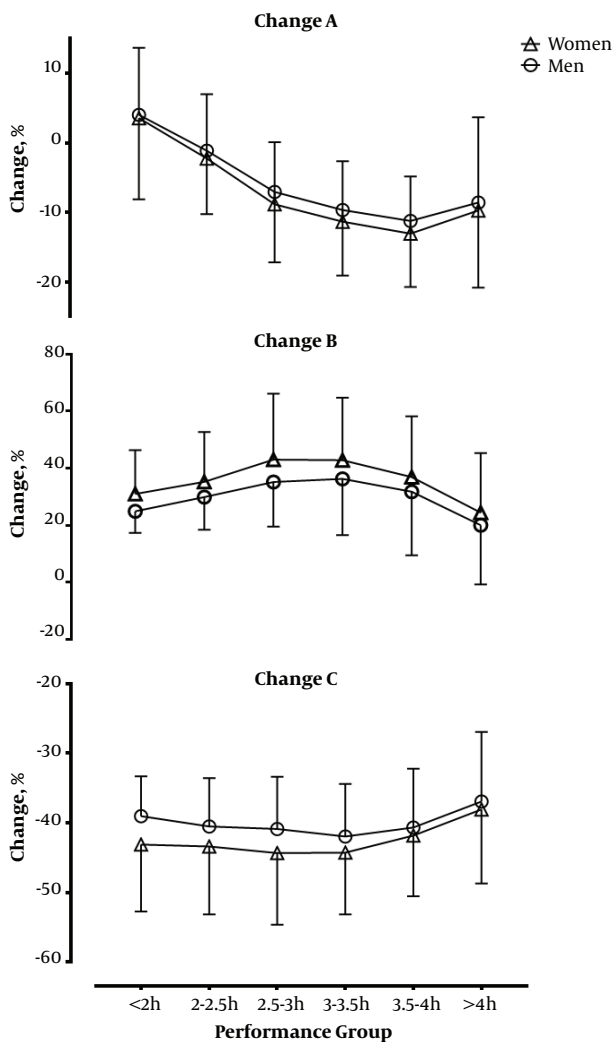 Change A
Women
Men
Change, %
10
0
-10
-20
Change B
Change, %
80
60
40
20
0
-20
Change C
Change, %
-20
-30
-40
-50
-60
<2h 2-2.5h 2.5-3h 3-3.5h 3.5-4h >4h
Performance Group